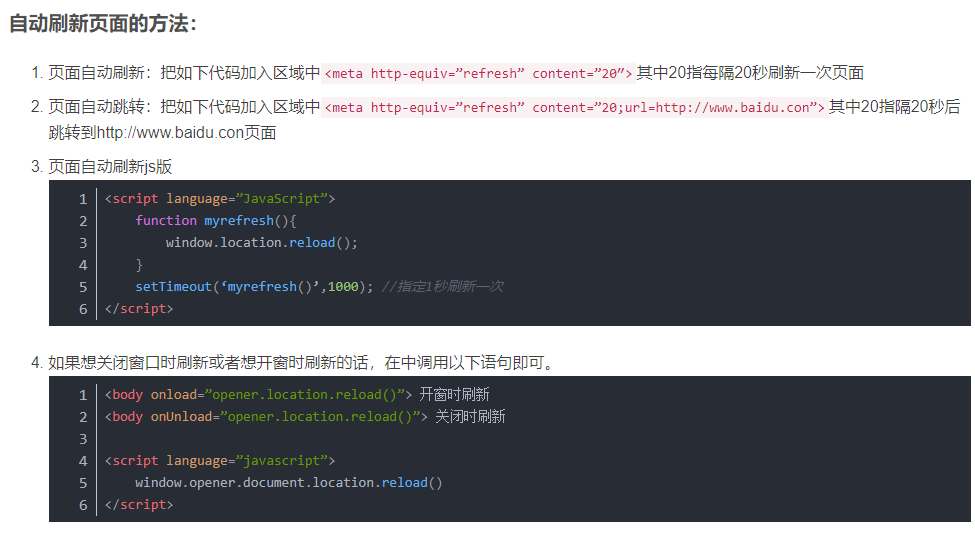 自动刷新页面的方法：
1. 页面自动刷新：把如下代码加入区域中 <meta http-equiv=”refresh” content=”20”> 其中20指每隔20秒刷新一次页面
2. 页面自动跳转：把如下代码加入区域中 <meta http-equiv=”refresh” content=”20;url=http://www.baidu.con”> 其中20指隔20秒后
跳转到http://www.baidu.con页面
3. 页面自动刷新js版
1 <script language=”JavaScript”>
2     function myrefresh(){
3         window.location.reload();
4     }
5     setTimeout(‘myrefresh()’,1000); //指定1秒刷新一次
6 </script>
4. 如果想关闭窗口时刷新或者想开窗时刷新的话，在中调用以下语句即可。
1 <body onload=”opener.location.reload()”> 开窗时刷新
2 <body onUnload=”opener.location.reload()”> 关闭时刷新
3
4 <script language=”javascript”>
5     window.opener.document.location.reload()
6 </script>